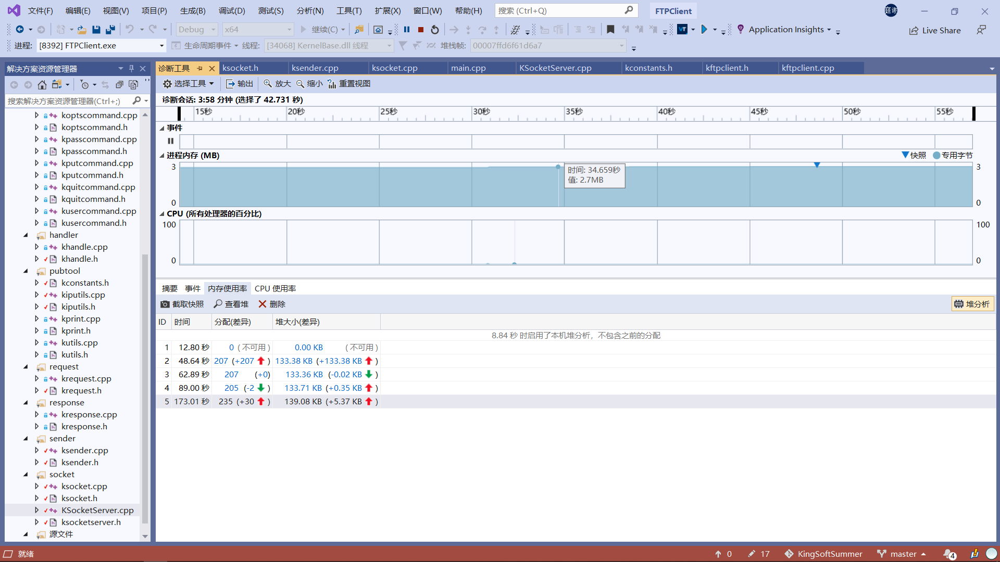 文件(F) 编辑(E) 视图(V) 项目(P) 生成(B) 调试(D) 测试(S) 分析(N) 工具(T) 扩展(X) 窗口(W) 帮助(H) 搜索 (Ctrl+Q) FTPClient 廷谢
Debug x64 继续(C) Application Insights Live Share
进程: [8392] FTPClient.exe 生命周期事件 线程: [34068] KernelBase.dll 线程 堆栈帧: 00007ffd6f61d6a7
解决方案资源管理器
搜索解决方案资源管理器(Ctrl+;)
koptscommand.cpp
koptscommand.h
kpasscommand.cpp
kpasscommand.h
kputcommand.cpp
kputcommand.h
kquitcommand.cpp
kquitcommand.h
kusercommand.cpp
kusercommand.h
handler
khandle.cpp
khandle.h
pubtool
kconstants.h
kiputils.cpp
kiputils.h
kprint.cpp
kprint.h
kutils.cpp
kutils.h
request
krequest.cpp
krequest.h
response
kresponse.cpp
kresponse.h
sender
ksender.cpp
ksender.h
socket
ksocket.cpp
ksocket.h
KSocketServer.cpp
ksocketserver.h
源文件
诊断工具 ksocket.h ksender.cpp ksocket.cpp main.cpp KSocketServer.cpp kconstants.h kftpclient.h kftpclient.cpp
选择工具 输出 放大 缩小 重置视图
诊断会话: 3:58 分钟 (选择了 42.731 秒)
15秒 20秒 25秒 30秒 35秒 40秒 45秒 50秒 55秒
事件
进程内存 (MB) 快照 专用字节
3 3
时间: 34.659秒
值: 2.7MB
0 0
CPU (所有处理器的百分比)
100 100
0 0
摘要 事件 内存使用率 CPU 使用率
截取快照 查看堆 删除 堆分析
ID 时间 分配(差异) 堆大小(差异)
8.84 秒 时启用了本机堆分析，不包含之前的分配
1 12.80 秒 0 (不可用) 0.00 KB (不可用)
2 48.64 秒 207 (+207 ) 133.38 KB (+133.38 KB )
3 62.89 秒 207 (+0) 133.36 KB (-0.02 KB )
4 89.00 秒 205 (-2 ) 133.71 KB (+0.35 KB )
5 173.01 秒 235 (+30 ) 139.08 KB (+5.37 KB )
就绪 0 17 KingSoftSummer master 4